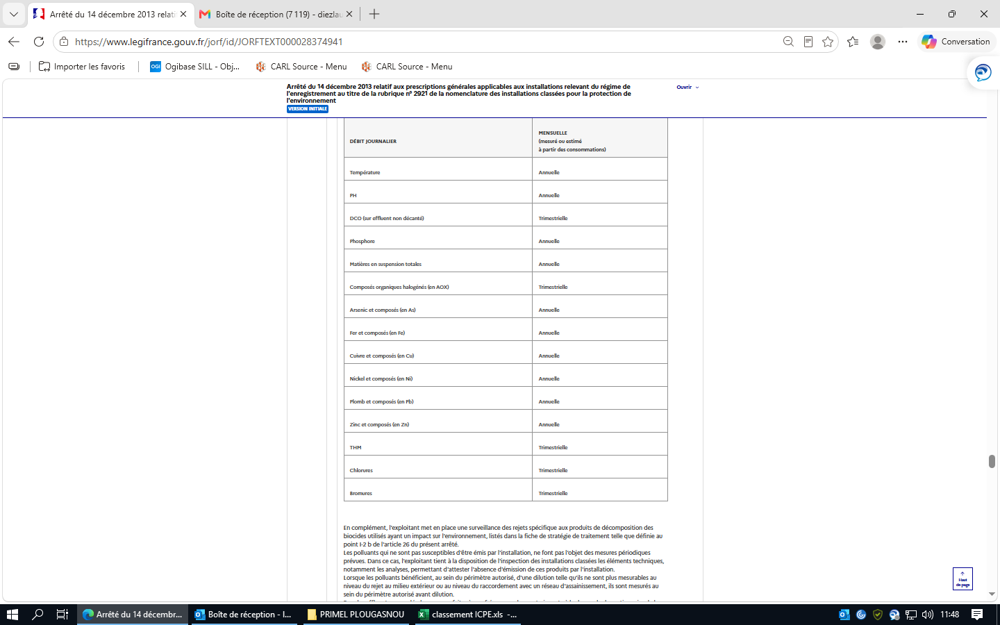 Arrêté du 14 décembre 2013 relati
Boîte de réception (7 119) - diezlau
https://www.legifrance.gouv.fr/jorf/id/JORFTEXT000028374941
Conversation
Importer les favoris
OGI
Ogibase SILL - Obj...
CARL Source - Menu
CARL Source - Menu
Arrêté du 14 décembre 2013 relatif aux prescriptions générales applicables aux installations relevant du régime de
l'enregistrement au titre de la rubrique n° 2921 de la nomenclature des installations classées pour la protection de
l'environnement
VERSION INITIALE
Ouvrir
DÉBIT JOURNALIER
MENSUELLE
(mesuré ou estimé
à partir des consommations)
Température
Annuelle
PH
Annuelle
DCO (sur effluent non décanté)
Trimestrielle
Phosphore
Annuelle
Matières en suspension totales
Annuelle
Composés organiques halogénés (en AOX)
Trimestrielle
Arsenic et composés (en As)
Annuelle
Fer et composés (en Fe)
Annuelle
Cuivre et composés (en Cu)
Annuelle
Nickel et composés (en Ni)
Annuelle
Plomb et composés (en Pb)
Annuelle
Zinc et composés (en Zn)
Annuelle
THM
Trimestrielle
Chlorures
Trimestrielle
Bromures
Trimestrielle
En complément, l'exploitant met en place une surveillance des rejets spécifique aux produits de décomposition des
biocides utilisés ayant un impact sur l'environnement, listés dans la fiche de stratégie de traitement telle que définie au
point I-2 b de l'article 26 du présent arrêté.
Les polluants qui ne sont pas susceptibles d'être émis par l'installation, ne font pas l'objet des mesures périodiques
prévues. Dans ce cas, l'exploitant tient à la disposition de l'inspection des installations classées les éléments techniques,
notamment les analyses, permettant d'attester l'absence d'émission de ces produits par l'installation.
Lorsque les polluants bénéficient, au sein du périmètre autorisé, d'une dilution telle qu'ils ne sont plus mesurables au
niveau du rejet au milieu extérieur ou au niveau du raccordement avec un réseau d'assainissement, ils sont mesurés au
sein du périmètre autorisé avant dilution.
Haut
de page
Arrêté du 14 décembr...
Boîte de réception - I...
PRIMEL PLOUGASNOU
classement ICPE.xls -...
11:48